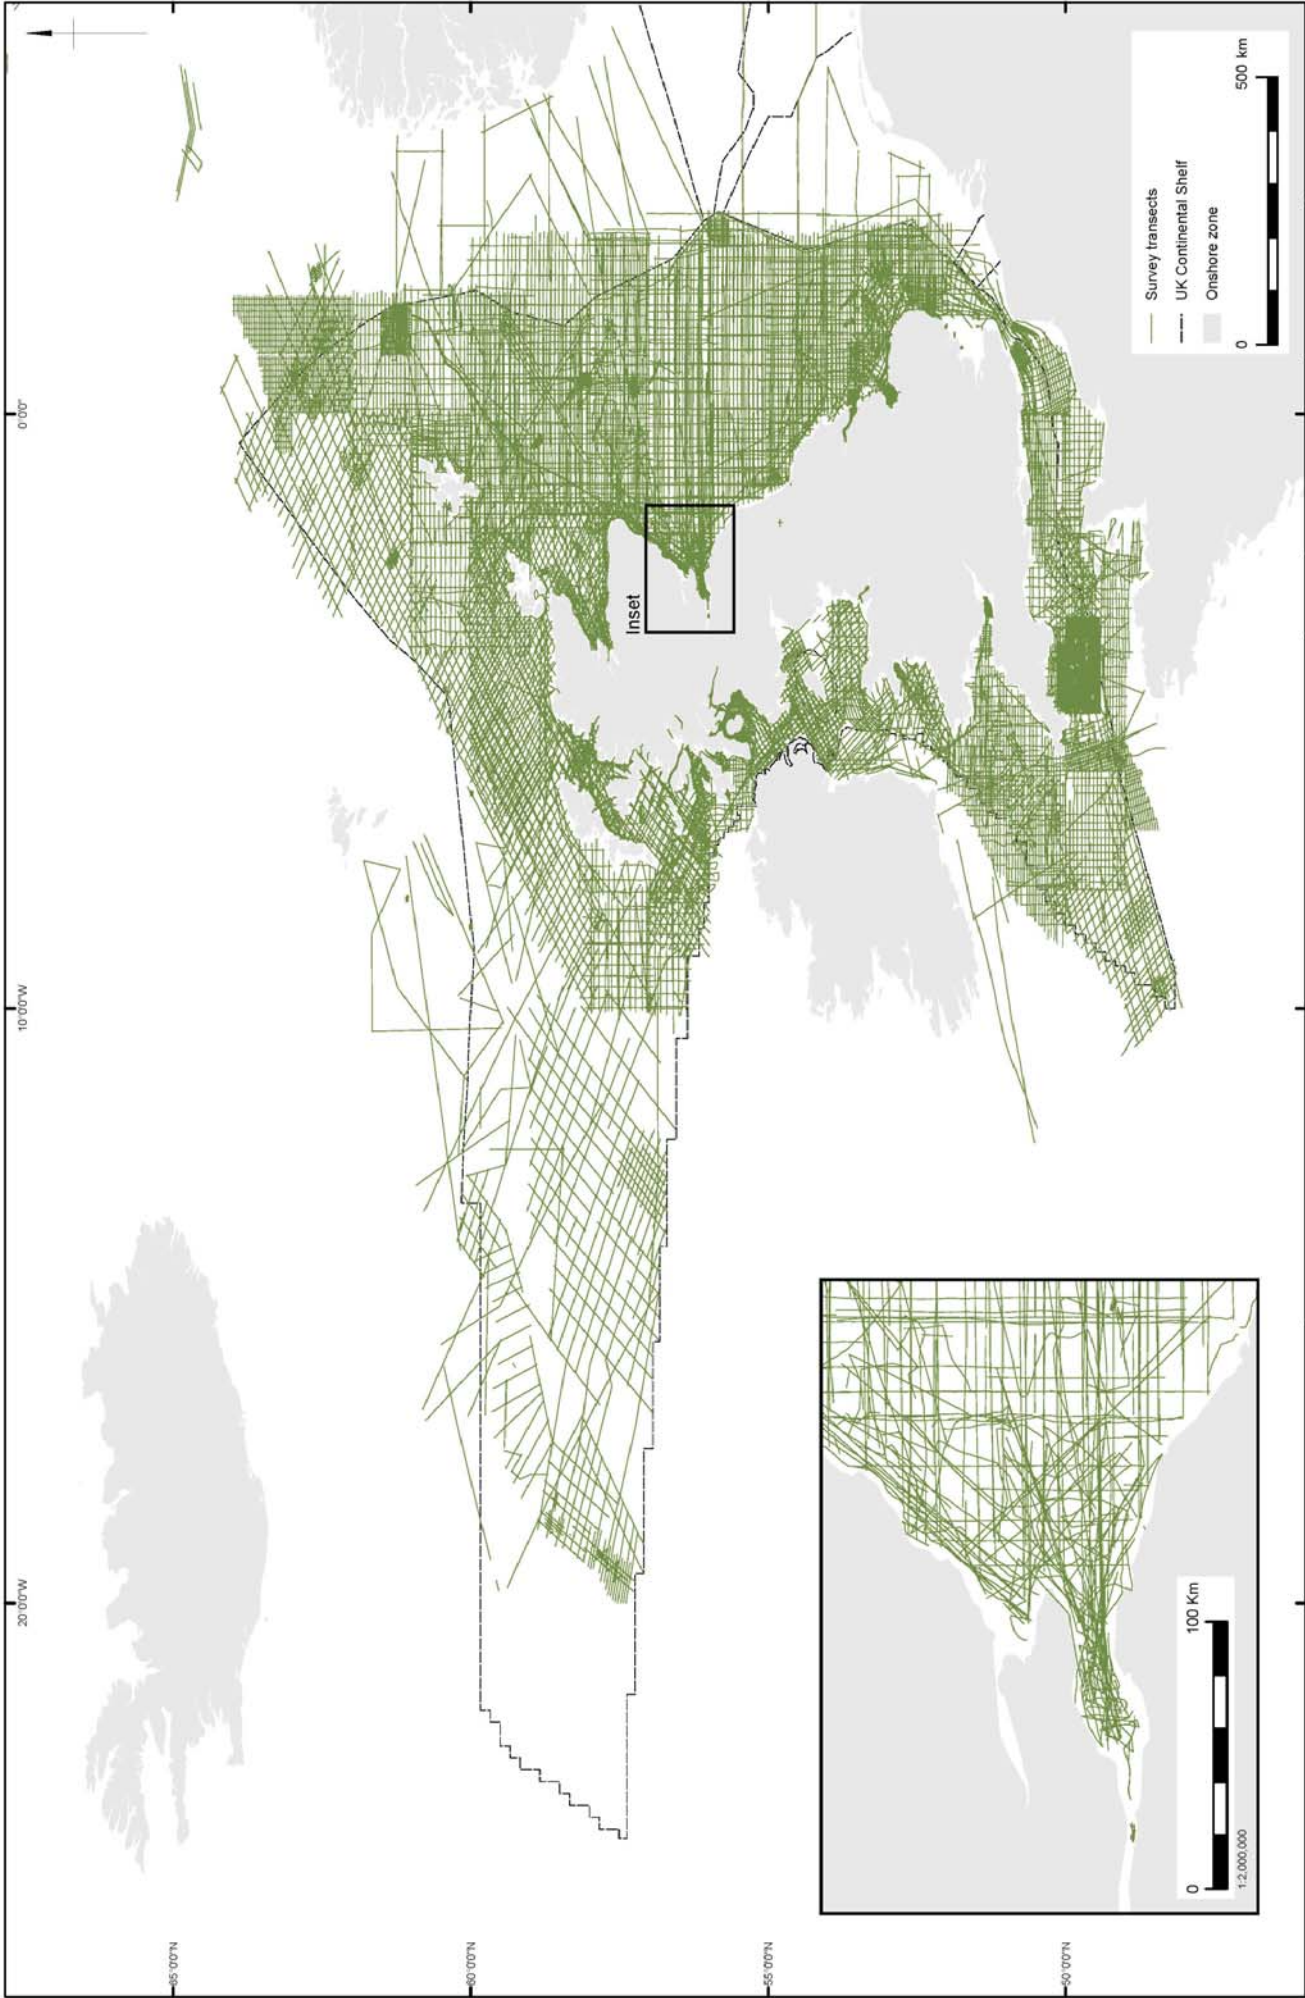 20°0'0"W
10°0'0"W
0°0'0"
65°0'0"N
60°0'0"N
55°0'0"N
50°0'0"N
Inset
0
100 Km
1:2,000,000
Survey transects
UK Continental Shelf
Onshore zone
0
500 km